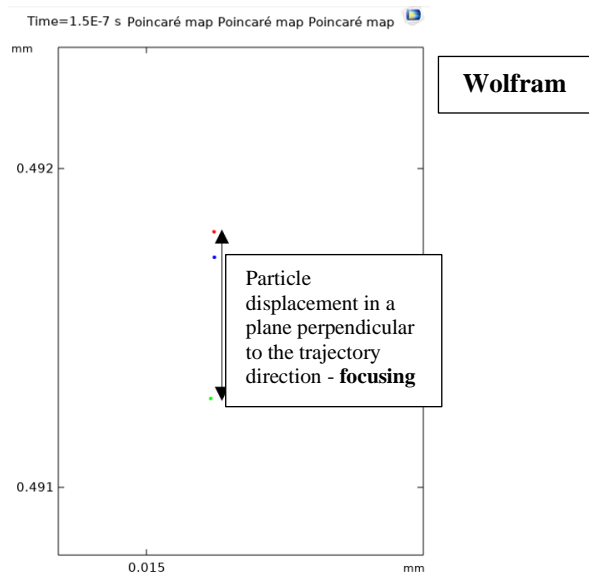 Time=1.5E-7 s Poincaré map Poincaré map Poincaré map
mm
Wolfram
0.492
Particle
displacement in a
plane perpendicular
to the trajectory
direction - focusing
0.491
0.015
mm